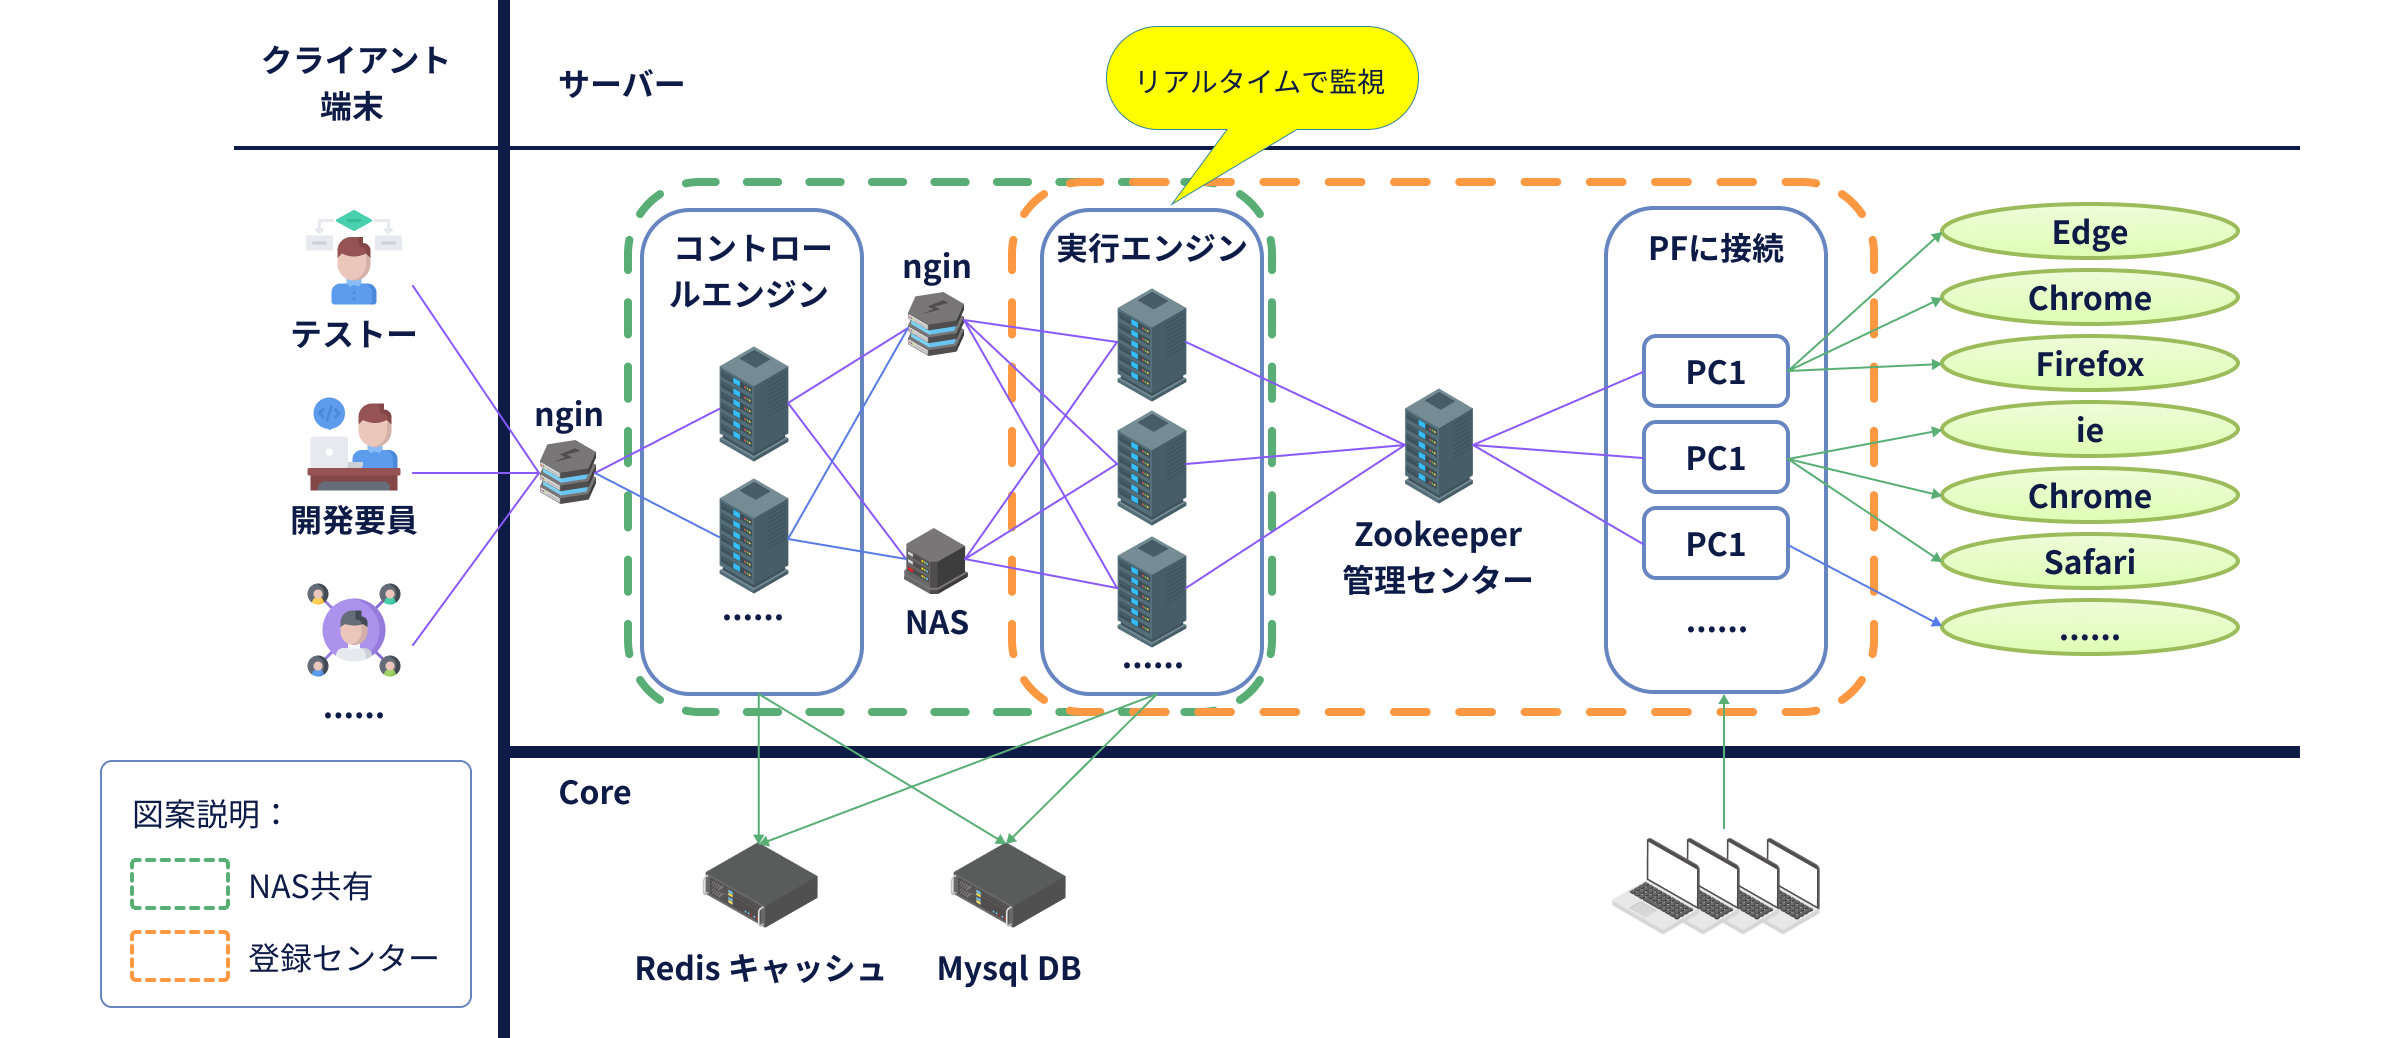 クライアント
端末
サーバー
リアルタイムで監視
テストー
開発要員
......
ngin
コントロー
ルエンジン
......
ngin
NAS
実行エンジン
......
Zookeeper
管理センター
PFに接続
PC1
PC1
PC1
......
Edge
Chrome
Firefox
ie
Chrome
Safari
......
図案説明：
NAS共有
登録センター
Core
Redis キャッシュ
Mysql DB